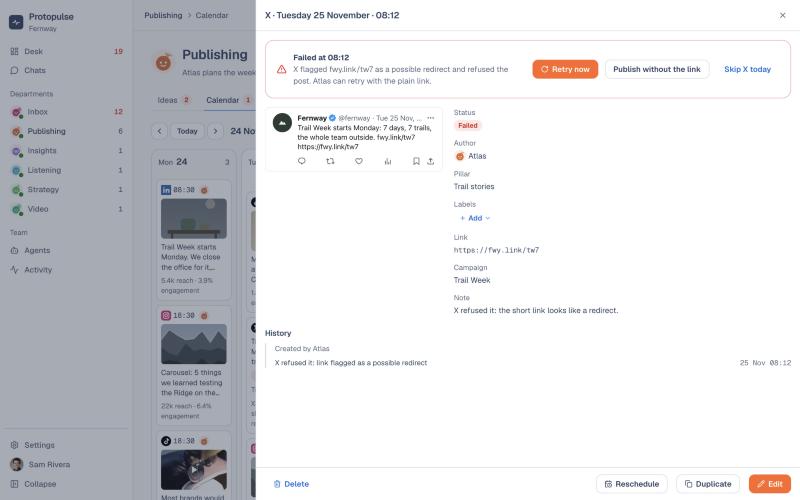 Protopulse
Fernway
Desk 19
Chats
Departments
Inbox 12
Publishing 6
Insights 1
Listening 1
Strategy 1
Video 1
Team
Agents
Activity
Settings
Sam Rivera
Collapse
Publishing > Calendar
Publishing
Atlas plans the week
Ideas 2
Calendar 1
Today
24 Nov
Mon 24 3
08:30
Trail Week starts
Monday. We close
the office for it,...
5.4k reach · 3.9%
engagement
18:30
Carousel: 5 things
we learned testing
the Ridge on the...
22k reach · 6.4%
engagement
18:30
Most brands would
X · Tuesday 25 November · 08:12
Failed at 08:12
X flagged fwy.link/tw7 as a possible redirect and refused the
post. Atlas can retry with the plain link.
Retry now
Publish without the link
Skip X today
Fernway @fernway · Tue 25 Nov, ...
Trail Week starts Monday: 7 days, 7 trails,
the whole team outside. fwy.link/tw7
https://fwy.link/tw7
Status
Failed
Author
Atlas
Pillar
Trail stories
Labels
+ Add
Link
https://fwy.link/tw7
Campaign
Trail Week
Note
X refused it: the short link looks like a redirect.
History
Created by Atlas
X refused it: link flagged as a possible redirect 25 Nov 08:12
Delete
Reschedule
Duplicate
Edit